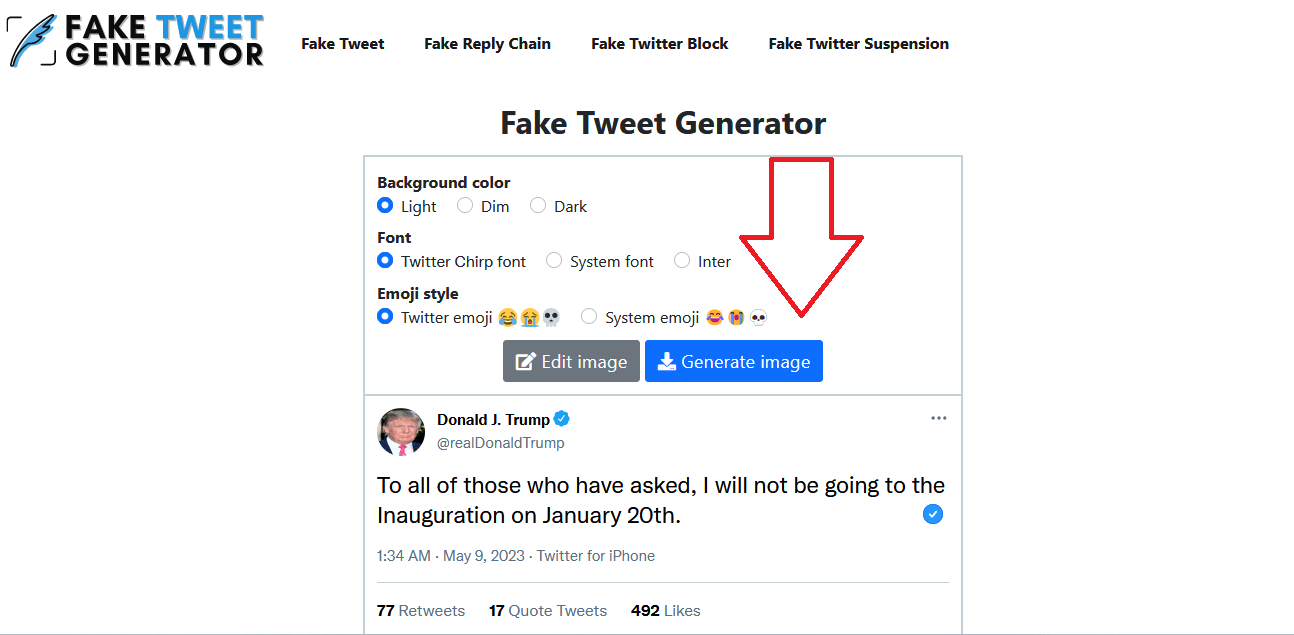 FAKE TWEET
GENERATOR
Fake Tweet Fake Reply Chain Fake Twitter Block Fake Twitter Suspension
Fake Tweet Generator
Background color
Light Dim Dark
Font
Twitter Chirp font System font Inter
Emoji style
Twitter emoji 😂😭💀 System emoji 😂😭💀
Edit image Generate image
Donald J. Trump
@realDonaldTrump
To all of those who have asked, I will not be going to the
Inauguration on January 20th.
1:34 AM · May 9, 2023 · Twitter for iPhone
77 Retweets 17 Quote Tweets 492 Likes